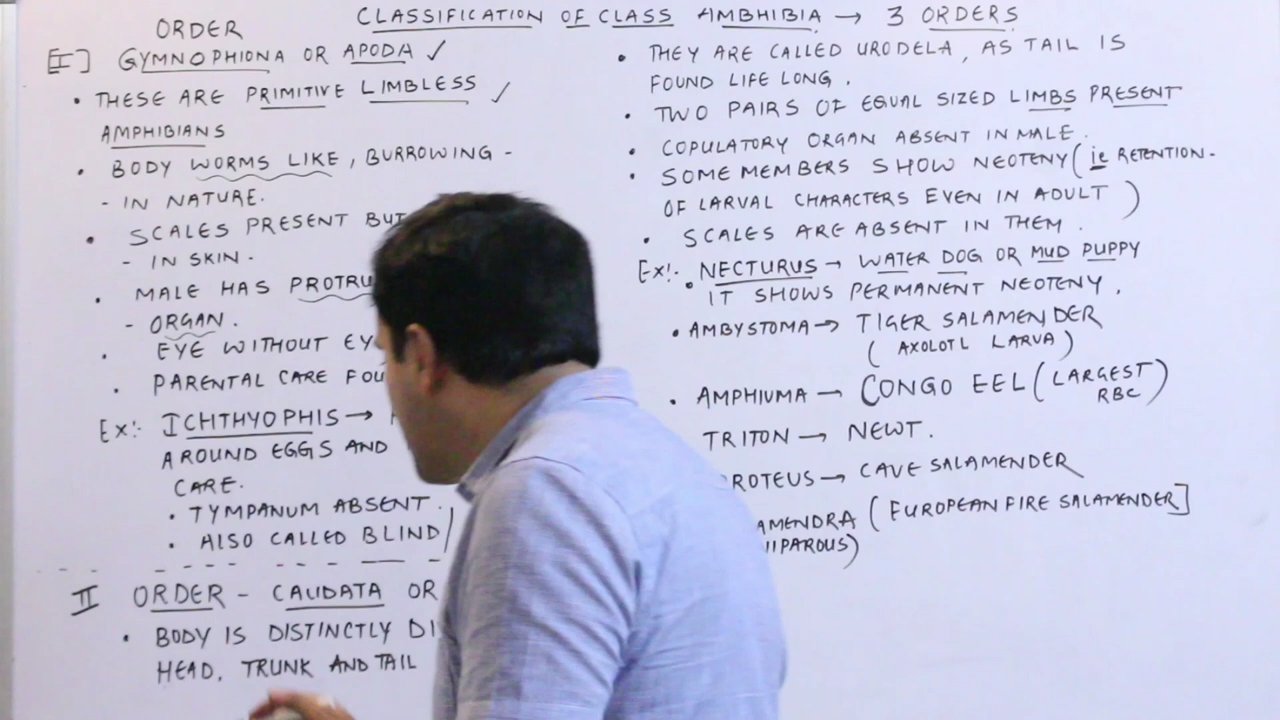 CLASSIFICATION OF CLASS AMBHIBIA → 3 ORDERS
ORDER
[I] GYMNOPHIONA OR APODA ✓
• THESE ARE PRIMITIVE LIMBLESS ✓
AMPHIBIANS
• BODY WORMS LIKE, BURROWING -
- IN NATURE.
• SCALES PRESENT BUT
- IN SKIN.
• MALE HAS
- ORGAN.
• EYE WITHOUT
• PARENTAL CARE
Ex!. ICHTHYOPHIS →
AROUND EGGS AND
CARE.
• TYMPANUM ABSENT.
• ALSO CALLED BLIND
II ORDER - CAUDATA OR
• BODY IS DISTINCTLY
HEAD, TRUNK AND TAIL
• THEY ARE CALLED URODELA, AS TAIL IS
FOUND LIFE LONG.
• TWO PAIRS OF EQUAL SIZED LIMBS PRESENT
• COPULATORY ORGAN ABSENT IN MALE.
• SOME MEMBERS SHOW NEOTENY (ie RETENTION-
OF LARVAL CHARACTERS EVEN IN ADULT)
• SCALES ARE ABSENT IN THEM.
Ex!. • NECTURUS → WATER DOG OR MUD PUPPY
IT SHOWS PERMANENT NEOTENY.
• AMBYSTOMA → TIGER SALAMENDER
(AXOLOTL LARVA)
• AMPHIUMA → CONGO EEL (LARGEST
RBC)
TRITON → NEWT.
ROTEUS → CAVE SALAMENDER
AMENDRA (EUROPEAN FIRE SALAMENDER]
IPAROUS)